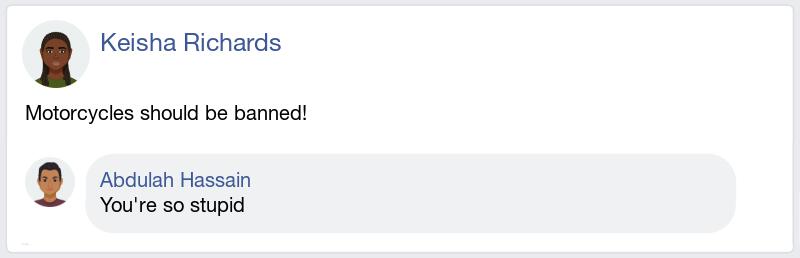 Keisha Richards
Motorcycles should be banned!
Abdulah Hassain
You're so stupid